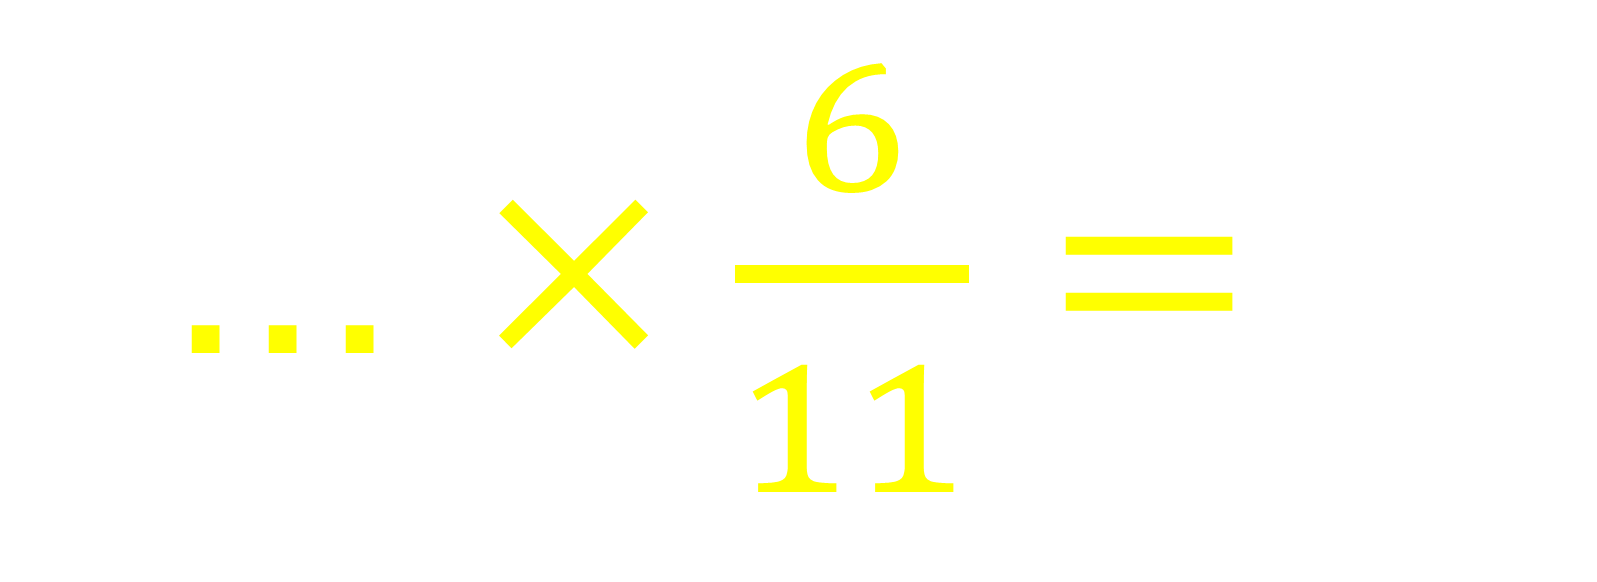 ... × 6/11 =